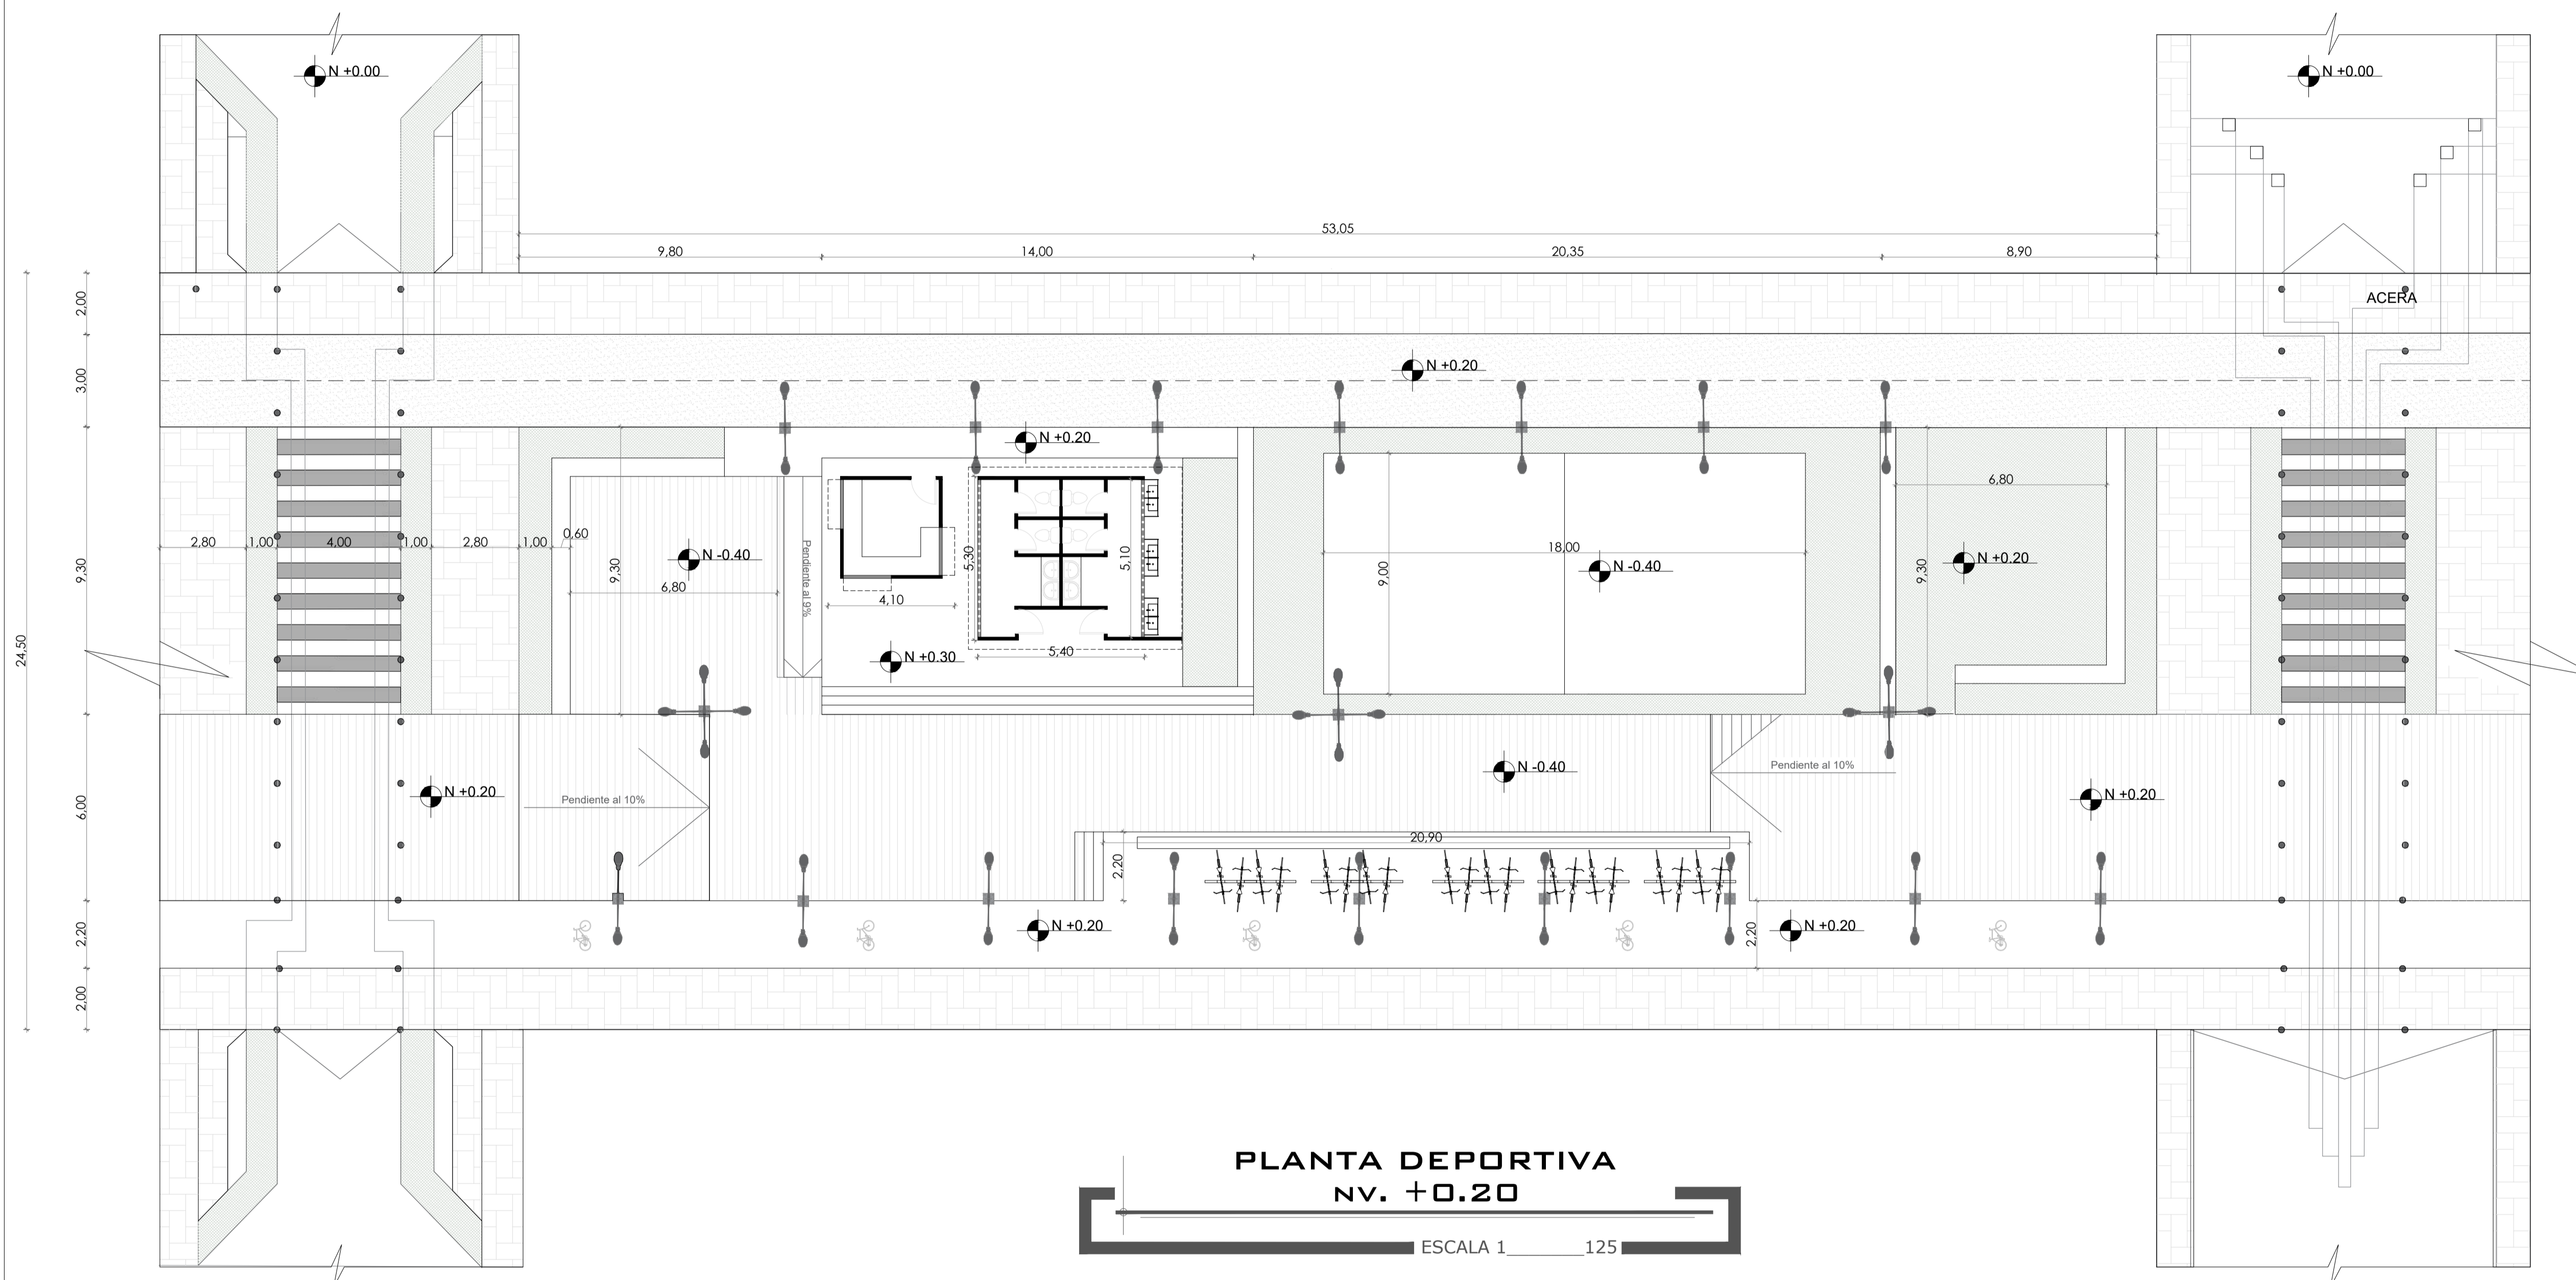 N +0.00
N +0.00
53,05
9,80
14,00
20,35
8,90
2,00
ACERA
3,00
N +0.20
N +0.20
6,80
2,80
1,00
4,00
1,00
2,80
1,00
0,60
9,30
24,50
9,30
N -0.40
6,80
Pendiente al 9%
4,10
5,30
5,10
5,40
N +0.30
18,00
9,00
N -0.40
9,30
N +0.20
6,00
N +0.20
Pendiente al 10%
N -0.40
Pendiente al 10%
N +0.20
20,90
2,20
2,20
N +0.20
N +0.20
2,20
2,00
PLANTA DEPORTIVA
NV. +0.20
ESCALA 1________125